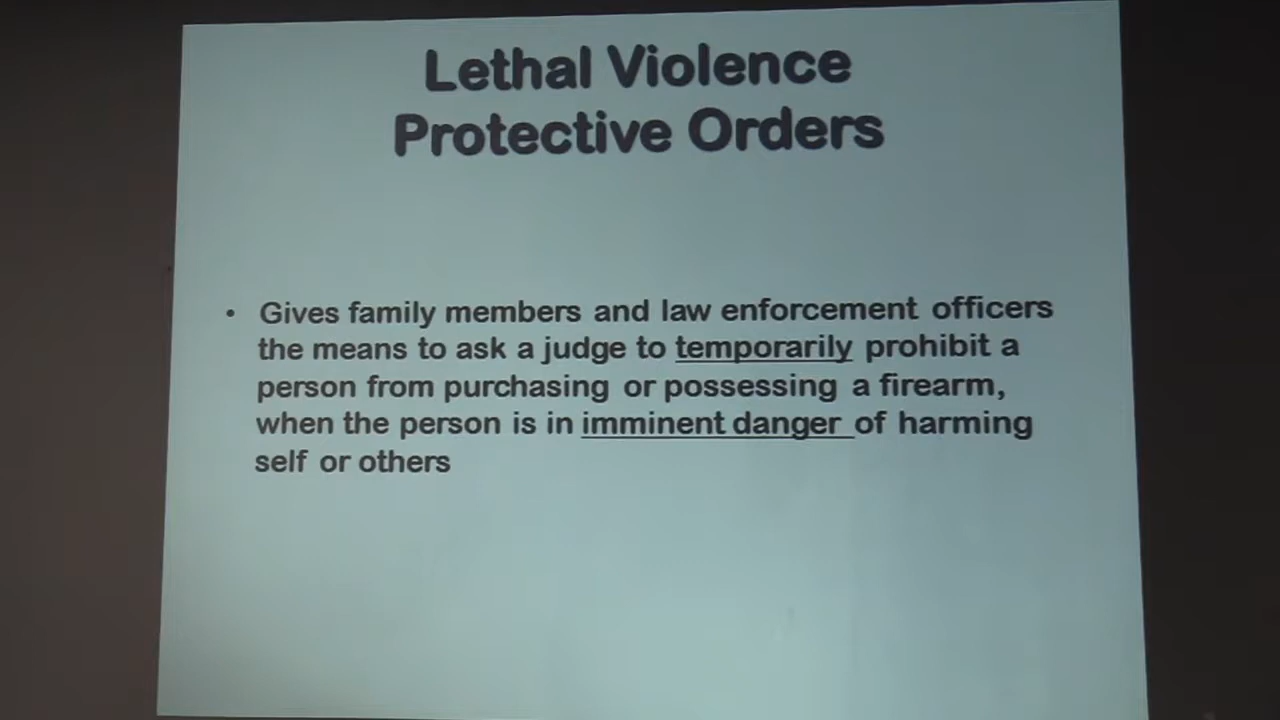 Lethal Violence
Protective Orders
• Gives family members and law enforcement officers
the means to ask a judge to temporarily prohibit a
person from purchasing or possessing a firearm,
when the person is in imminent danger of harming
self or others